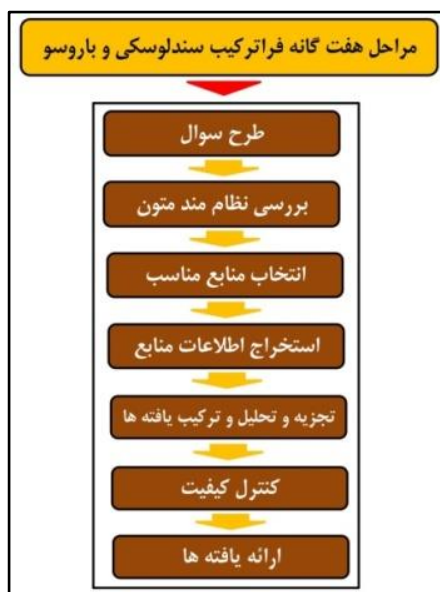 مراحل هفت گانه فراترکیب سندلوسکی و باروسو
طرح سوال
بررسی نظام مند متون
انتخاب منابع مناسب
استخراج اطلاعات منابع
تجزیه و تحلیل و ترکیب یافته ها
کنترل کیفیت
ارائه یافته ها